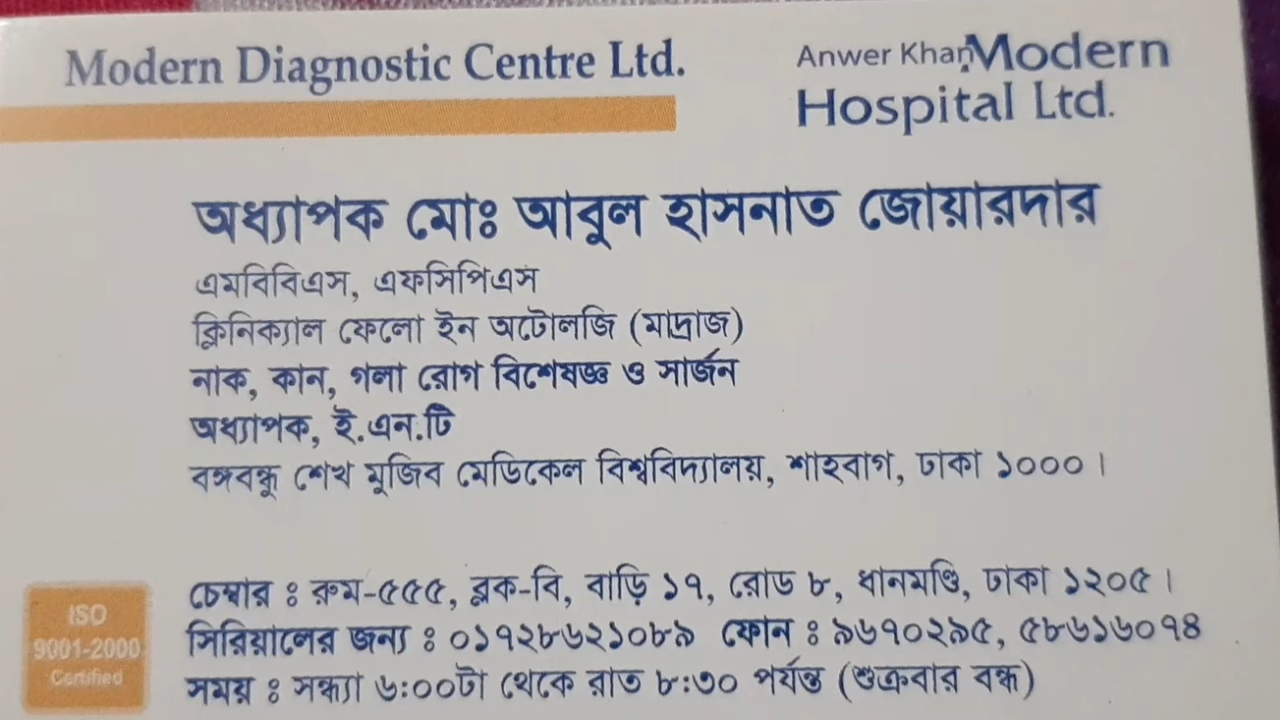 Modern Diagnostic Centre Ltd.
Anwer Khan Modern
Hospital Ltd.
অধ্যাপক মোঃ আবুল হাসনাত জোয়ারদার
এমবিবিএস, এফসিপিএস
ক্লিনিক্যাল ফেলো ইন অটোলজি (মাদ্রাজ)
নাক, কান, গলা রোগ বিশেষজ্ঞ ও সার্জন
অধ্যাপক, ই.এন.টি
বঙ্গবন্ধু শেখ মুজিব মেডিকেল বিশ্ববিদ্যালয়, শাহবাগ, ঢাকা ১০০০।
চেম্বার : রুম-৫৫৫, ব্লক-বি, বাড়ি ১৭, রোড ৮, ধানমণ্ডি, ঢাকা ১২০৫।
সিরিয়ালের জন্য : ০১৭২৮৬২১০৮৯ ফোন : ৯৬৭০২৯৫, ৫৮৬১৬০৭৪
সময় : সন্ধ্যা ৬:০০টা থেকে রাত ৮:৩০ পর্যন্ত (শুক্রবার বন্ধ)
ISO
9001-2000
Certified